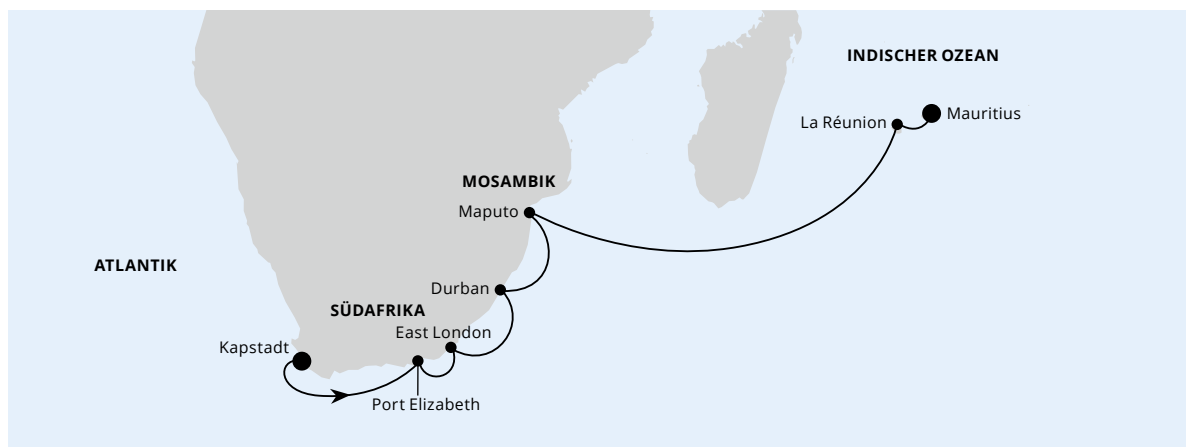 INDISCHER OZEAN
Mauritius
La Réunion
MOSAMBIK
Maputo
ATLANTIK
Durban
SÜDAFRIKA
East London
Kapstadt
Port Elizabeth